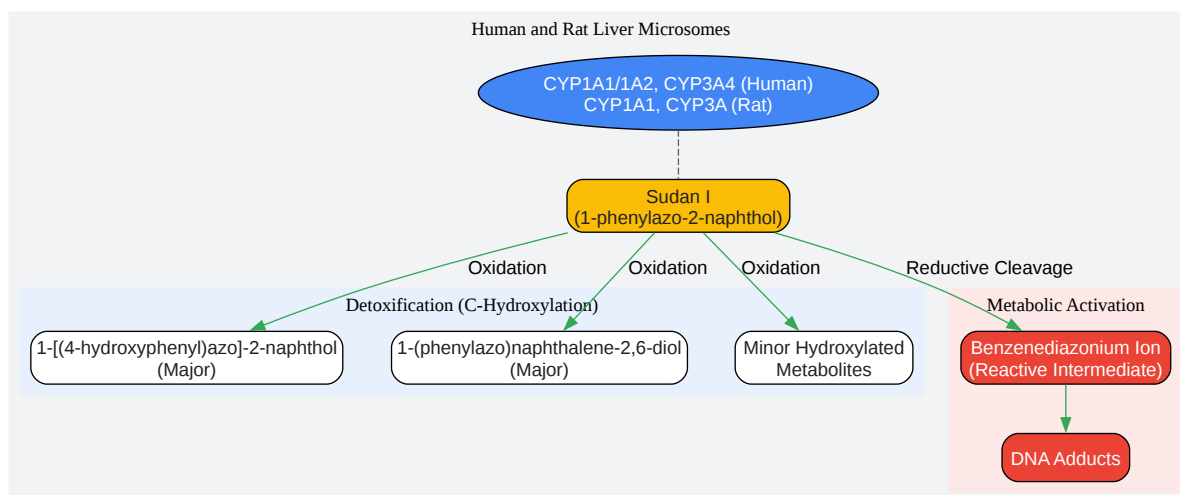 Human and Rat Liver Microsomes
CYP1A1/1A2, CYP3A4 (Human)
CYP1A1, CYP3A (Rat)
Sudan I
(1-phenylazo-2-naphthol)
Oxidation
Oxidation
Oxidation
Reductive Cleavage
Detoxification (C-Hydroxylation)
Metabolic Activation
1-[(4-hydroxyphenyl)azo]-2-naphthol
(Major)
1-(phenylazo)naphthalene-2,6-diol
(Major)
Minor Hydroxylated
Metabolites
Benzenediazonium Ion
(Reactive Intermediate)
DNA Adducts